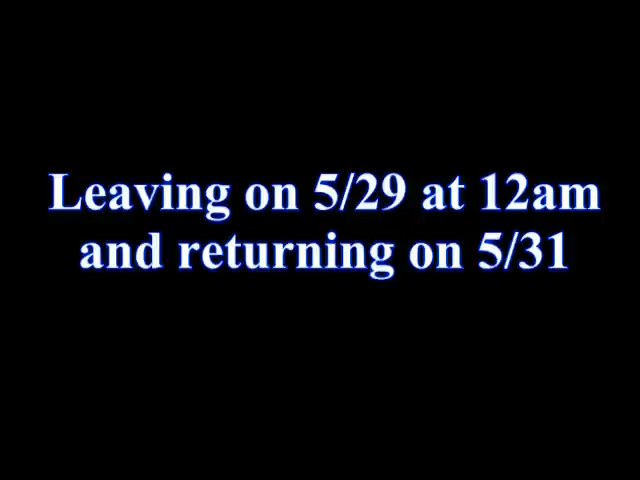 Leaving on 5/29 at 12am
and returning on 5/31